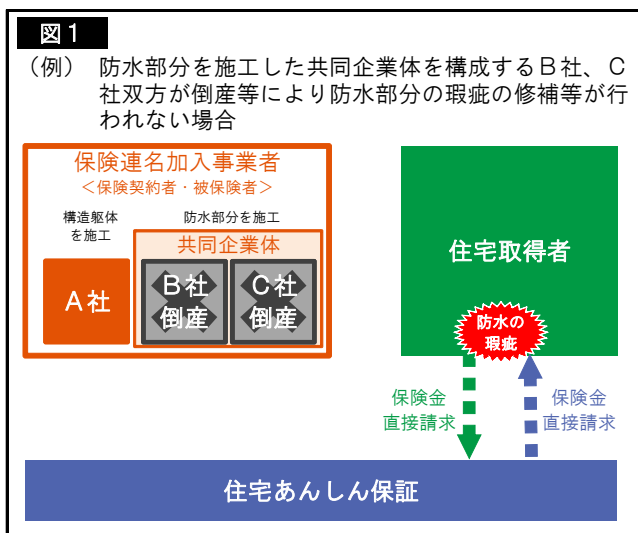 図1
(例) 防水部分を施工した共同企業体を構成するB社、C
社双方が倒産等により防水部分の瑕疵の修補等が行
われない場合
保険連名加入事業者
<保険契約者・被保険者>
構造躯体
を施工
防水部分を施工
共同企業体
A社
B社
倒産
C社
倒産
住宅取得者
防水の
瑕疵
保険金
直接請求
保険金
直接請求
住宅あんしん保証